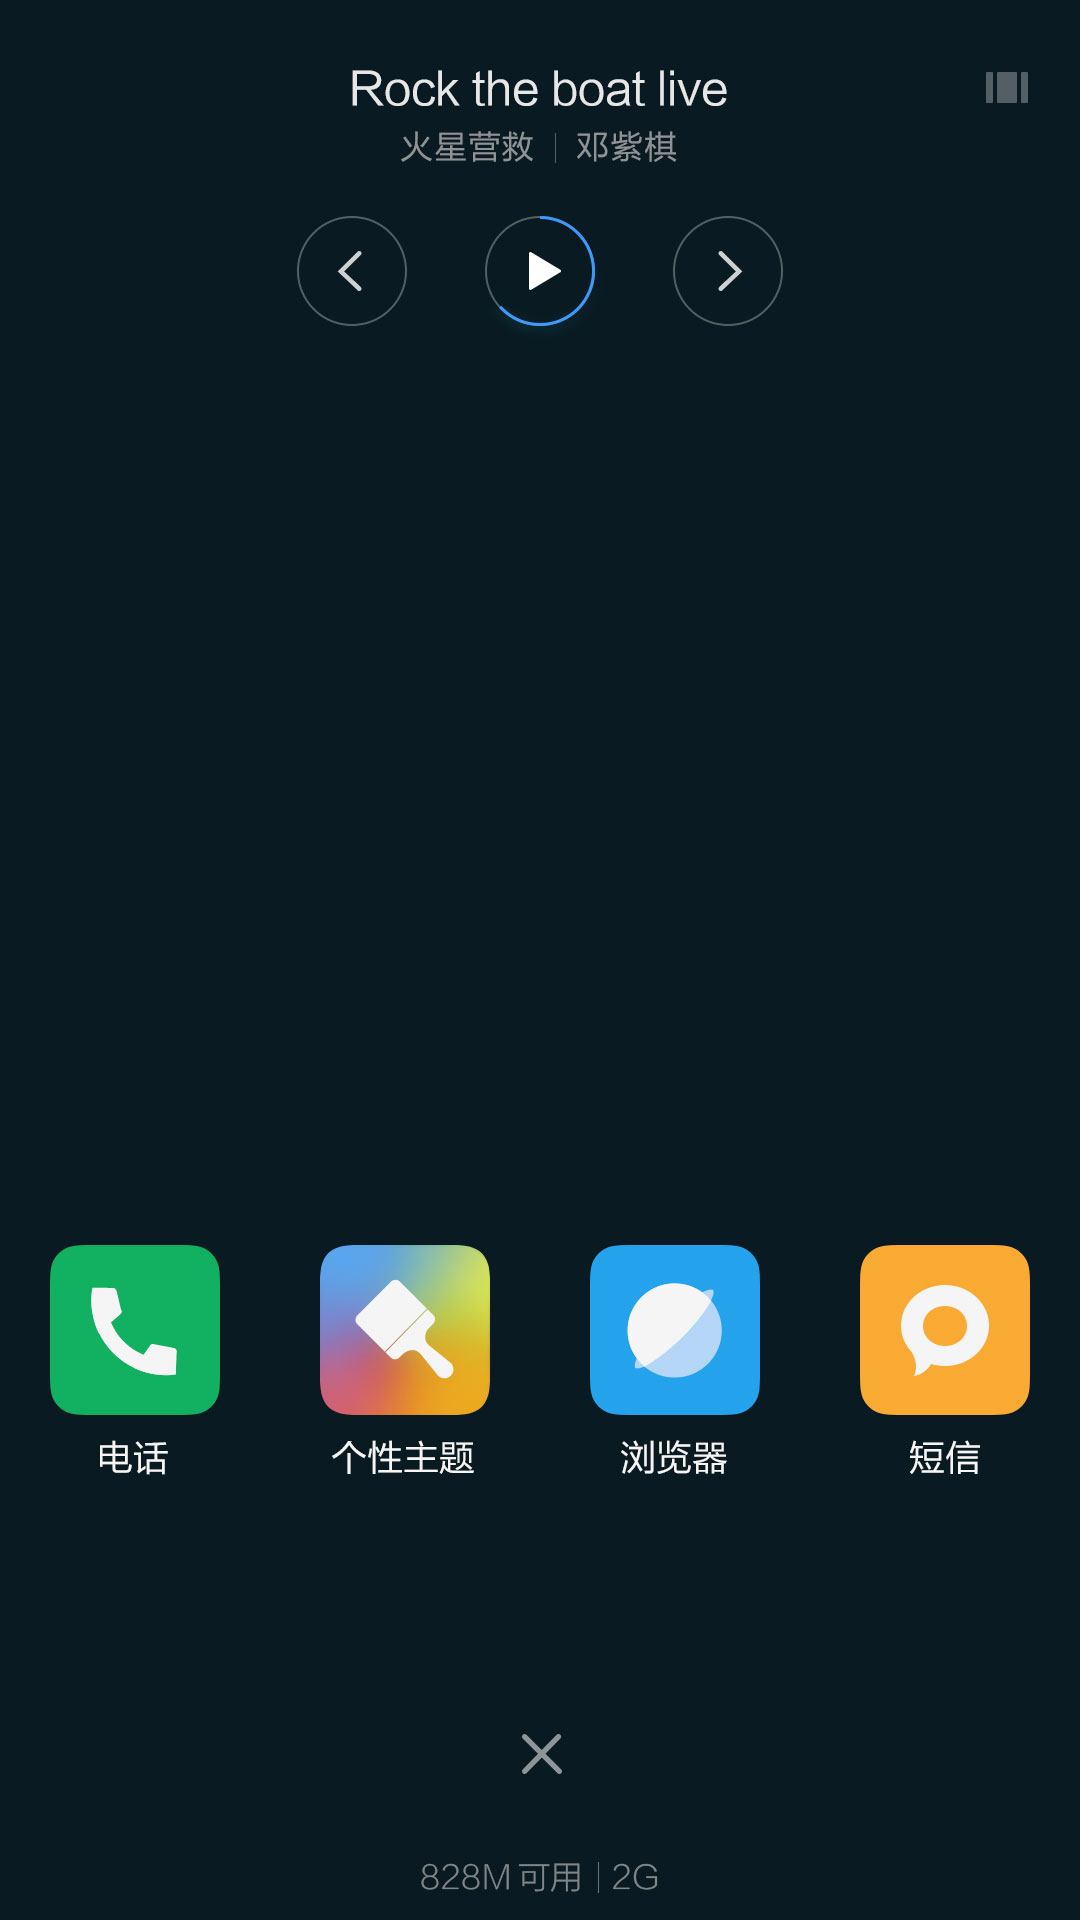 Rock the boat live
火星营救 | 邓紫棋
电话 个性主题 浏览器 短信
828M 可用 | 2G